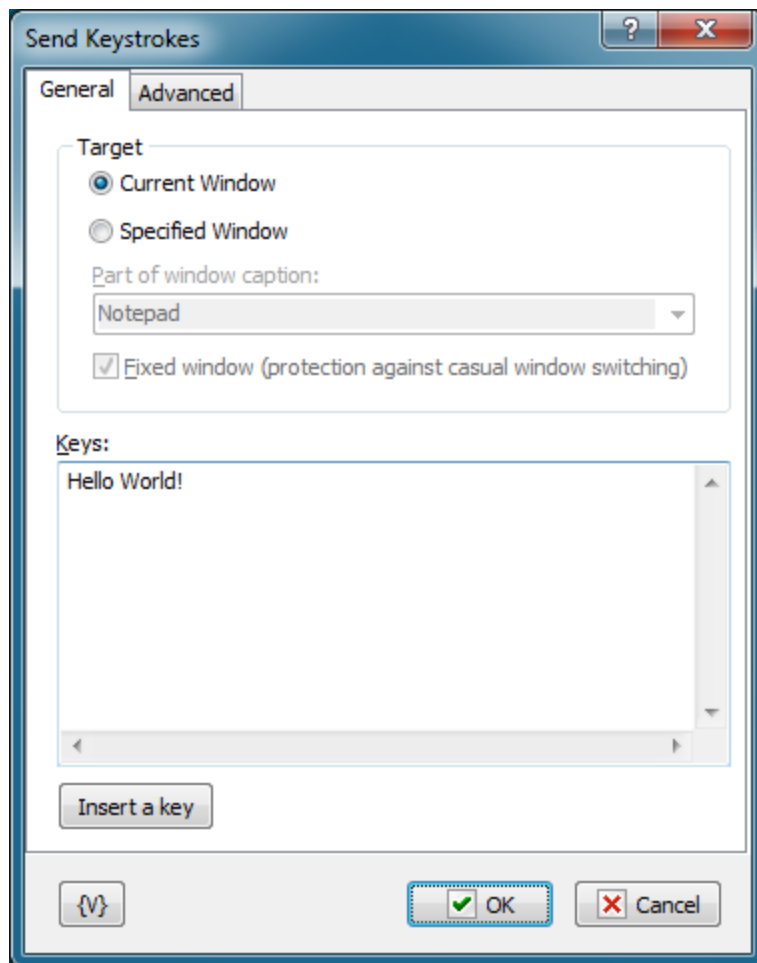 Send Keystrokes
?
General Advanced
Target
Current Window
Specified Window
Part of window caption:
Notepad
Fixed window (protection against casual window switching)
Keys:
Hello World!
Insert a key
{V} OK Cancel